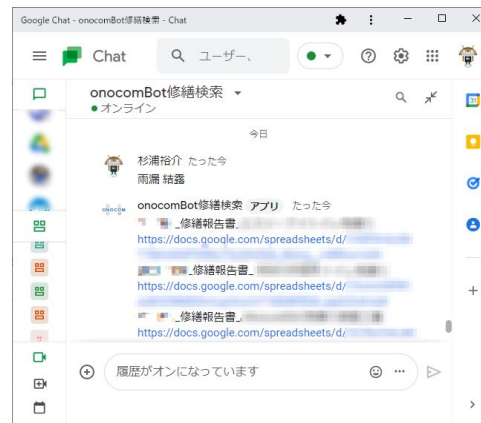 Google Chat - onocomBot修繕検索 - Chat
Chat
ユーザー、
onocomBot修繕検索
オンライン
31
今日
杉浦裕介 たった今
雨漏 結露
onocom
onocomBot修繕検索 アプリ たった今
_修繕報告書_
https://docs.google.com/spreadsheets/d/
_修繕報告書_
https://docs.google.com/spreadsheets/d/
_修繕報告書_
https://docs.google.com/spreadsheets/d/
履歴がオンになっています